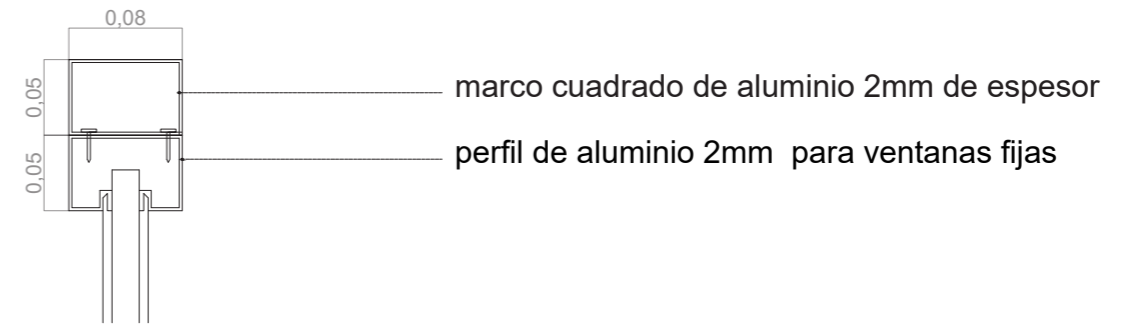 0,08
0,05
marco cuadrado de aluminio 2mm de espesor
0,05
perfil de aluminio 2mm para ventanas fijas